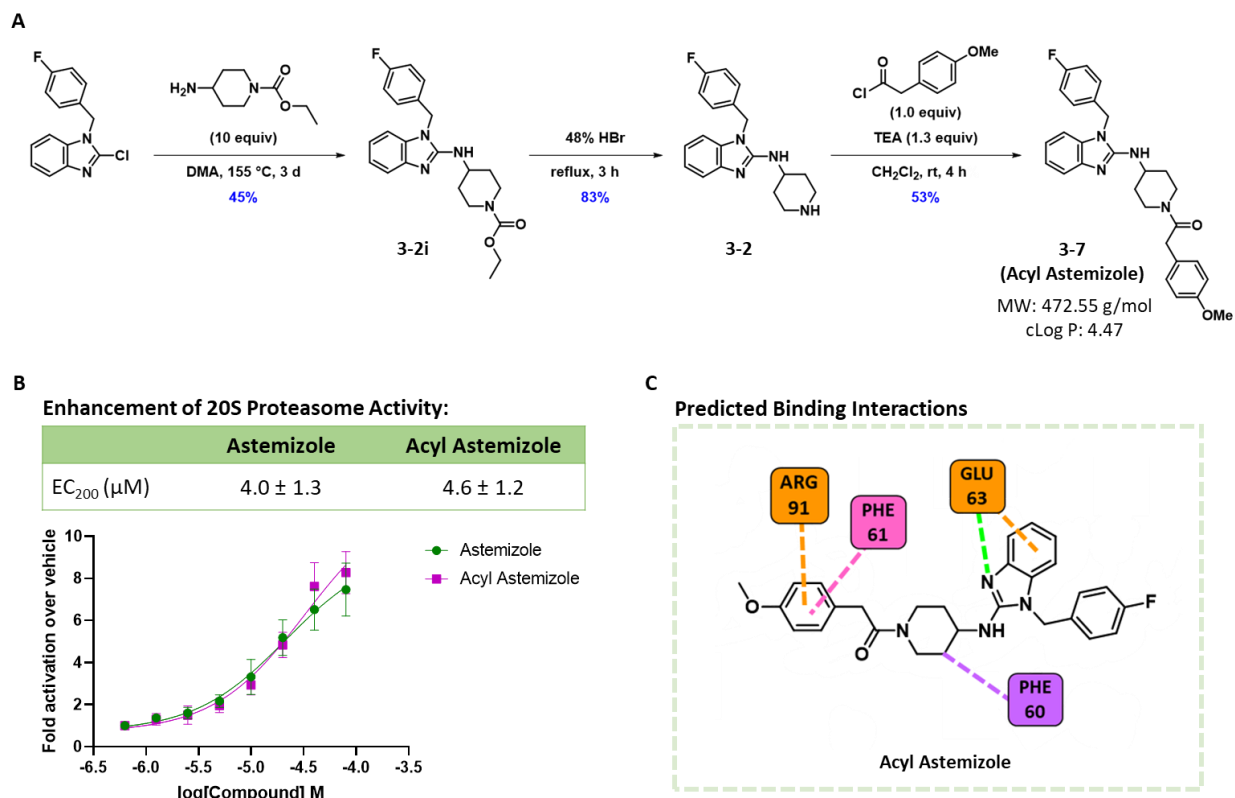 A
F
N
N
Cl
H₂N
N
O
O
(10 equiv)
DMA, 155 °C, 3 d
45%
F
N
N
NH
N
O
O
3-2i
48% HBr
reflux, 3 h
83%
F
N
N
NH
NH
3-2
O
Cl
OMe
(1.0 equiv)
TEA (1.3 equiv)
CH₂Cl₂, rt, 4 h
53%
F
N
N
NH
N
O
OMe
3-7
(Acyl Astemizole)
MW: 472.55 g/mol
cLog P: 4.47
B
Enhancement of 20S Proteasome Activity:
Astemizole Acyl Astemizole
EC₂₀₀ (µM) 4.0 ± 1.3 4.6 ± 1.2
Fold activation over vehicle
10
8
6
4
2
0
-6.5 -6.0 -5.5 -5.0 -4.5 -4.0 -3.5
log[Compound] M
Astemizole
Acyl Astemizole
C
Predicted Binding Interactions
ARG
91
PHE
61
GLU
63
PHE
60
O
O
N
NH
N
N
F
Acyl Astemizole